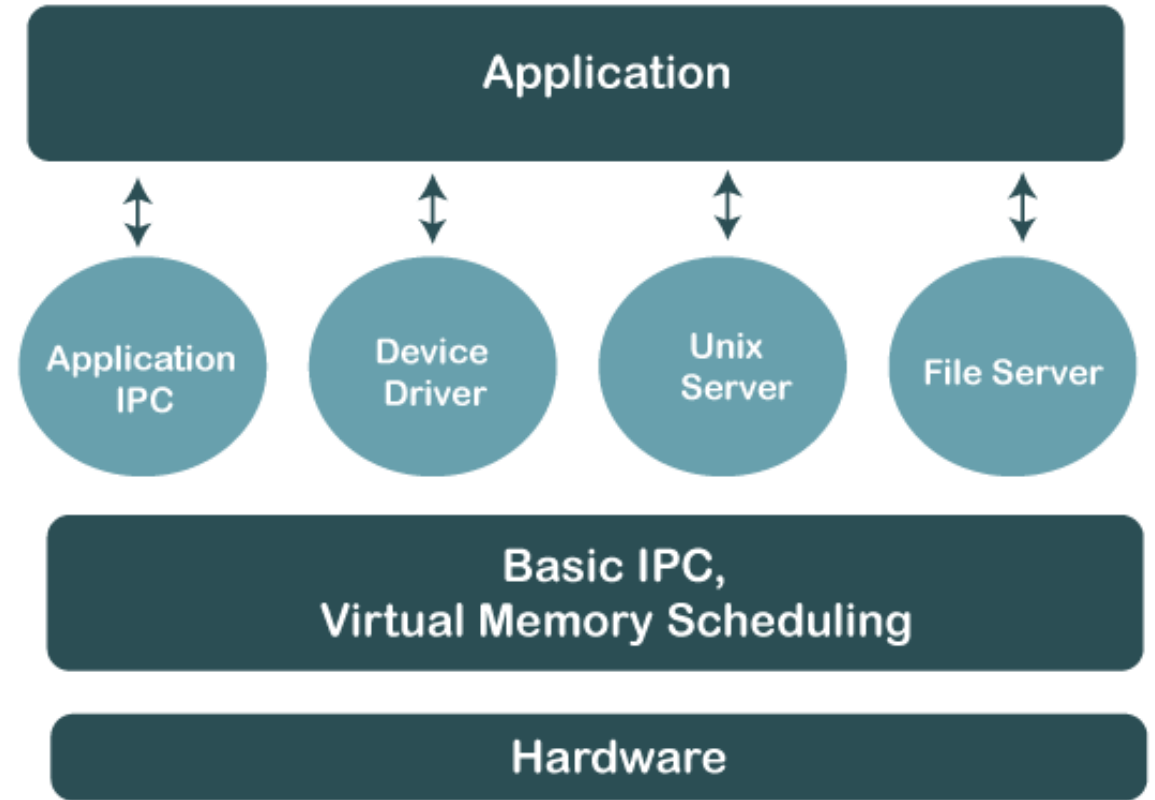 Application
Application
IPC
Device
Driver
Unix
Server
File Server
Basic IPC,
Virtual Memory Scheduling
Hardware